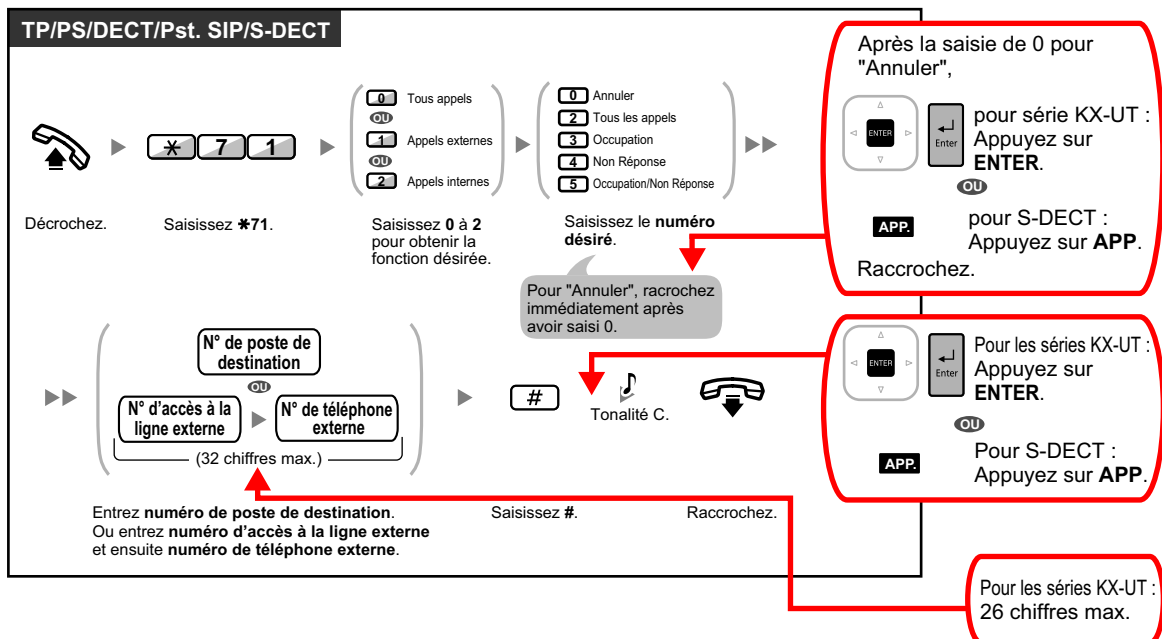 TP/PS/DECT/Pst. SIP/S-DECT
Décrochez.
* 7 1
Saisissez *71.
0 Tous appels
OU
1 Appels externes
OU
2 Appels internes
Saisissez 0 à 2
pour obtenir la
fonction désirée.
0 Annuler
2 Tous les appels
3 Occupation
4 Non Réponse
5 Occupation/Non Réponse
Saisissez le numéro
désiré.
Pour "Annuler", racrochez
immédiatement après
avoir saisi 0.
Après la saisie de 0 pour
"Annuler",
ENTER
Enter
pour série KX-UT :
Appuyez sur
ENTER.
OU
APP.
pour S-DECT :
Appuyez sur APP.
Raccrochez.
N° de poste de
destination
OU
N° d'accès à la
ligne externe
N° de téléphone
externe
(32 chiffres max.)
Entrez numéro de poste de destination.
Ou entrez numéro d'accès à la ligne externe
et ensuite numéro de téléphone externe.
#
Saisissez #.
Tonalité C.
Raccrochez.
ENTER
Enter
Pour les séries KX-UT :
Appuyez sur
ENTER.
OU
APP.
Pour S-DECT :
Appuyez sur APP.
Pour les séries KX-UT :
26 chiffres max.